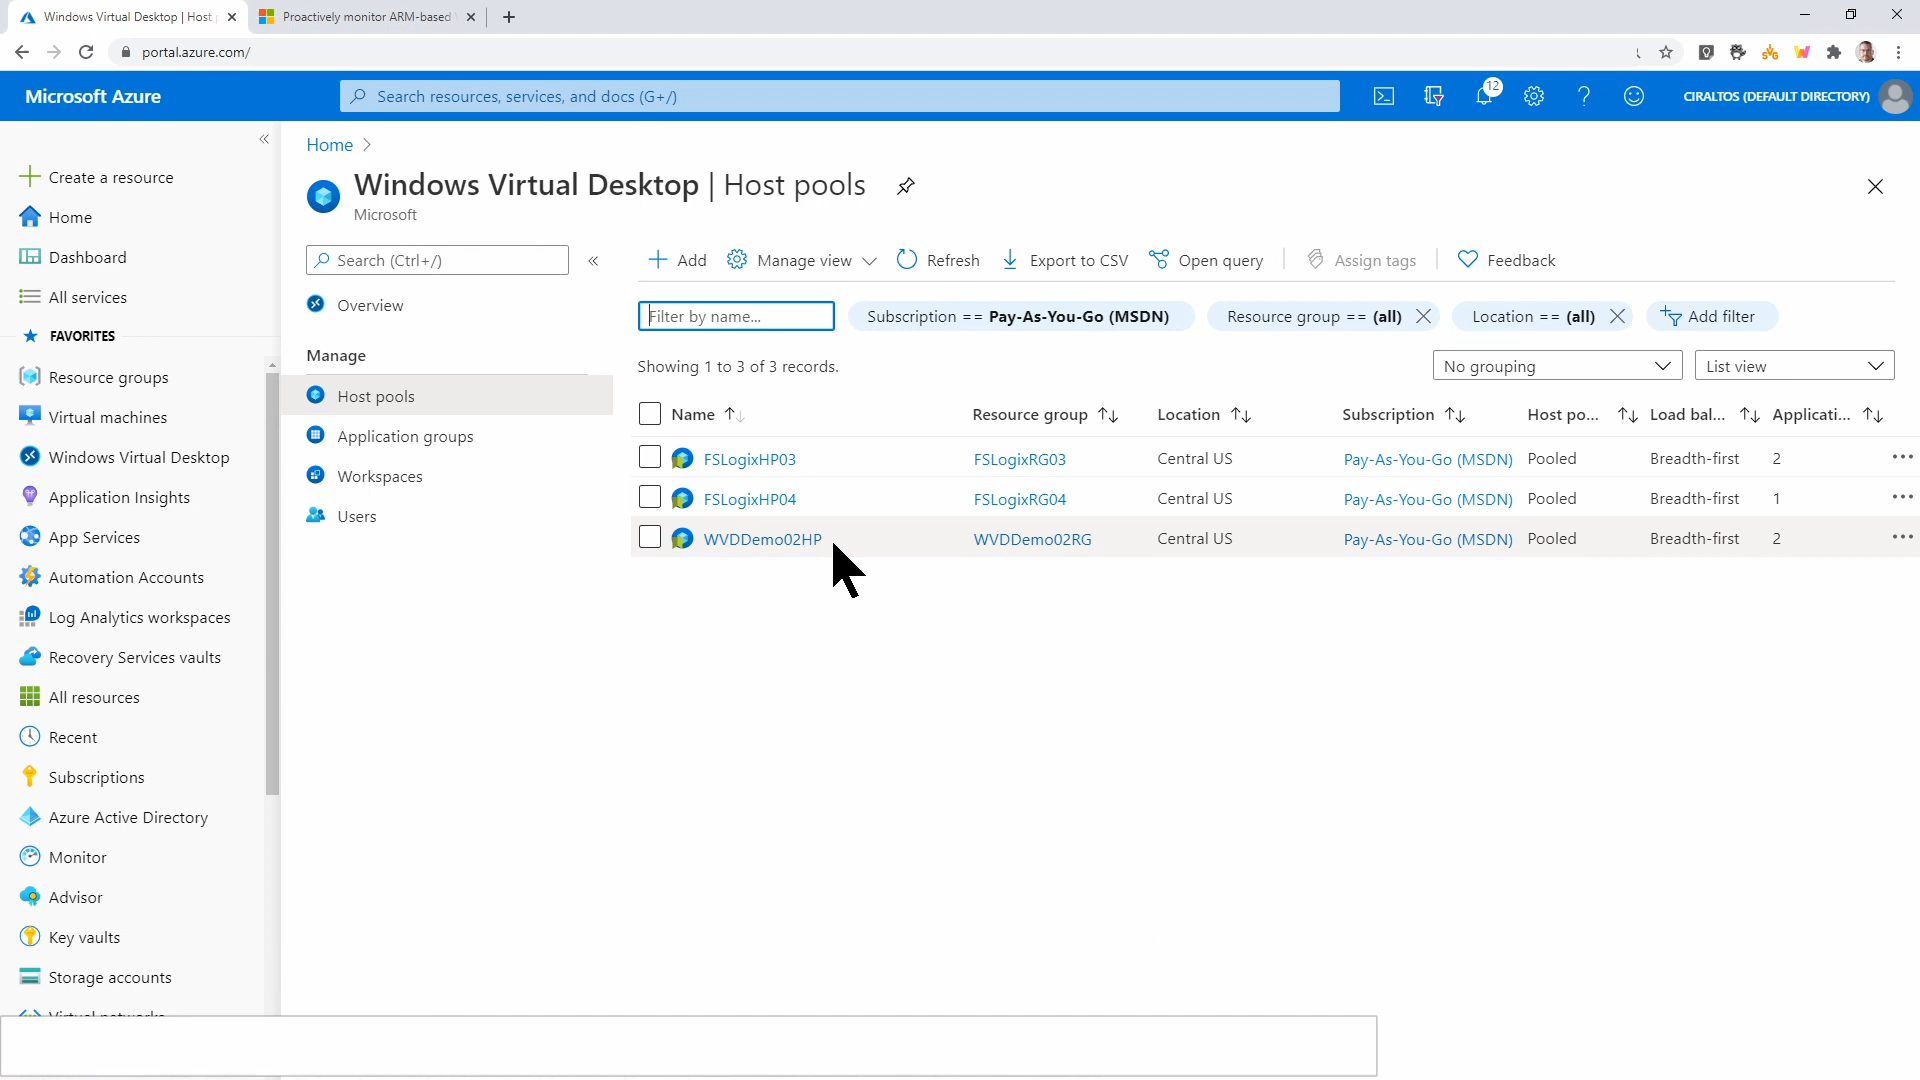 Windows Virtual Desktop | Host
Proactively monitor ARM-based
portal.azure.com/
Microsoft Azure
Search resources, services, and docs (G+/)
12
CIRALTOS (DEFAULT DIRECTORY)
Create a resource
Home
Dashboard
All services
FAVORITES
Resource groups
Virtual machines
Windows Virtual Desktop
Application Insights
App Services
Automation Accounts
Log Analytics workspaces
Recovery Services vaults
All resources
Recent
Subscriptions
Azure Active Directory
Monitor
Advisor
Key vaults
Storage accounts
Home >
Windows Virtual Desktop | Host pools
Microsoft
Search (Ctrl+/)
Overview
Manage
Host pools
Application groups
Workspaces
Users
Add Manage view Refresh Export to CSV Open query Assign tags Feedback
Filter by name... Subscription == Pay-As-You-Go (MSDN) Resource group == (all) Location == (all) Add filter
Showing 1 to 3 of 3 records. No grouping List view
Name Resource group Location Subscription Host po... Load bal... Applicati...
FSLogixHP03 FSLogixRG03 Central US Pay-As-You-Go (MSDN) Pooled Breadth-first 2
FSLogixHP04 FSLogixRG04 Central US Pay-As-You-Go (MSDN) Pooled Breadth-first 1
WVDDemo02HP WVDDemo02RG Central US Pay-As-You-Go (MSDN) Pooled Breadth-first 2